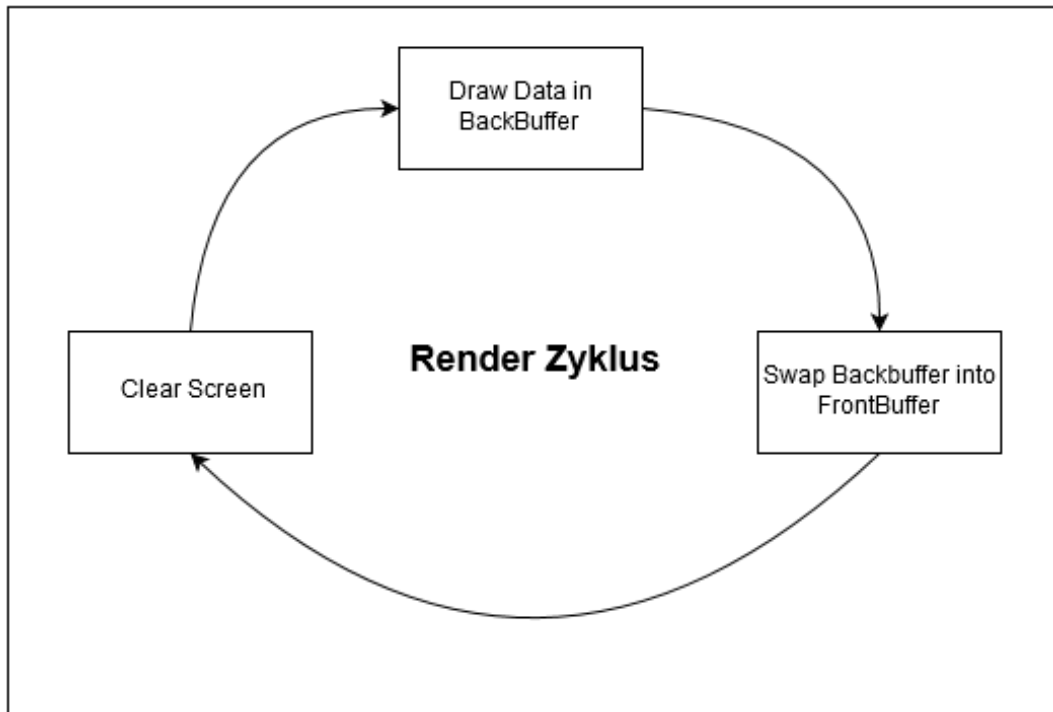 Draw Data in
BackBuffer
Render Zyklus
Clear Screen
Swap Backbuffer into
FrontBuffer